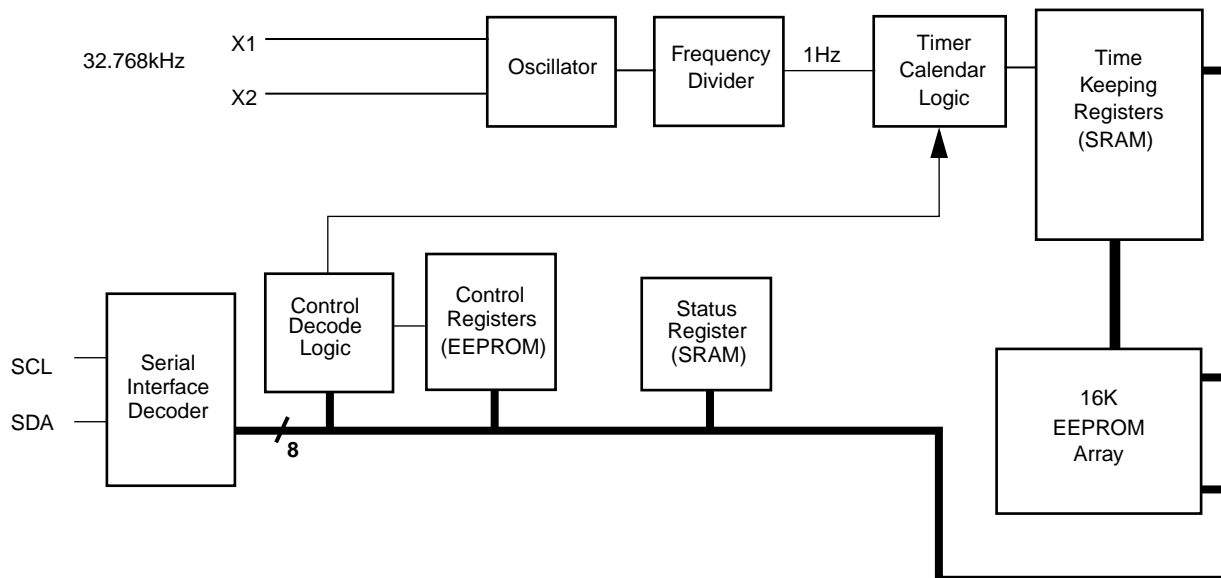 32.768kHz
X1
X2
Oscillator
Frequency
Divider
1Hz
Timer
Calendar
Logic
Time
Keeping
Registers
(SRAM)
Control
Decode
Logic
Control
Registers
(EEPROM)
Status
Register
(SRAM)
SCL
SDA
Serial
Interface
Decoder
8
16K
EEPROM
Array